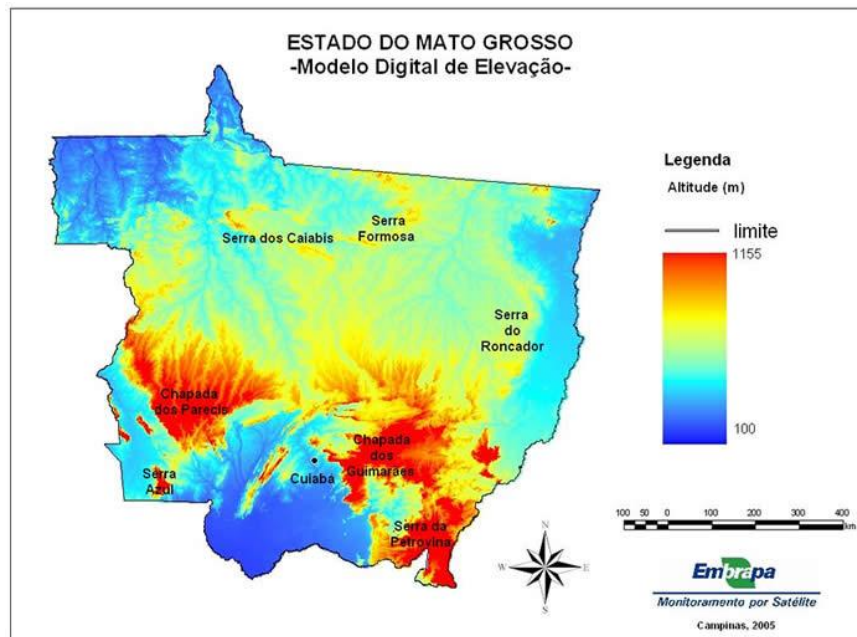 ESTADO DO MATO GROSSO
-Modelo Digital de Elevação-
Legenda
Altitude (m)
limite
1155
100
Serra dos Caiabis
Serra
Formosa
Serra
do
Roncador
Chapada
dos Parecis
Chapada
dos
Guimarães
Serra
Azul
Cuiabá
Serra da
Petrovina
N
W
E
S
100 50 0 100 200 300 400
km
Embrapa
Monitoramento por Satélite
Campinas, 2005